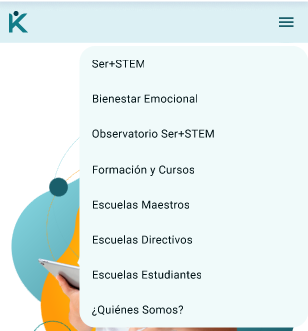 Ser+STEM
Bienestar Emocional
Observatorio Ser+STEM
Formación y Cursos
Escuelas Maestros
Escuelas Directivos
Escuelas Estudiantes
¿Quiénes Somos?